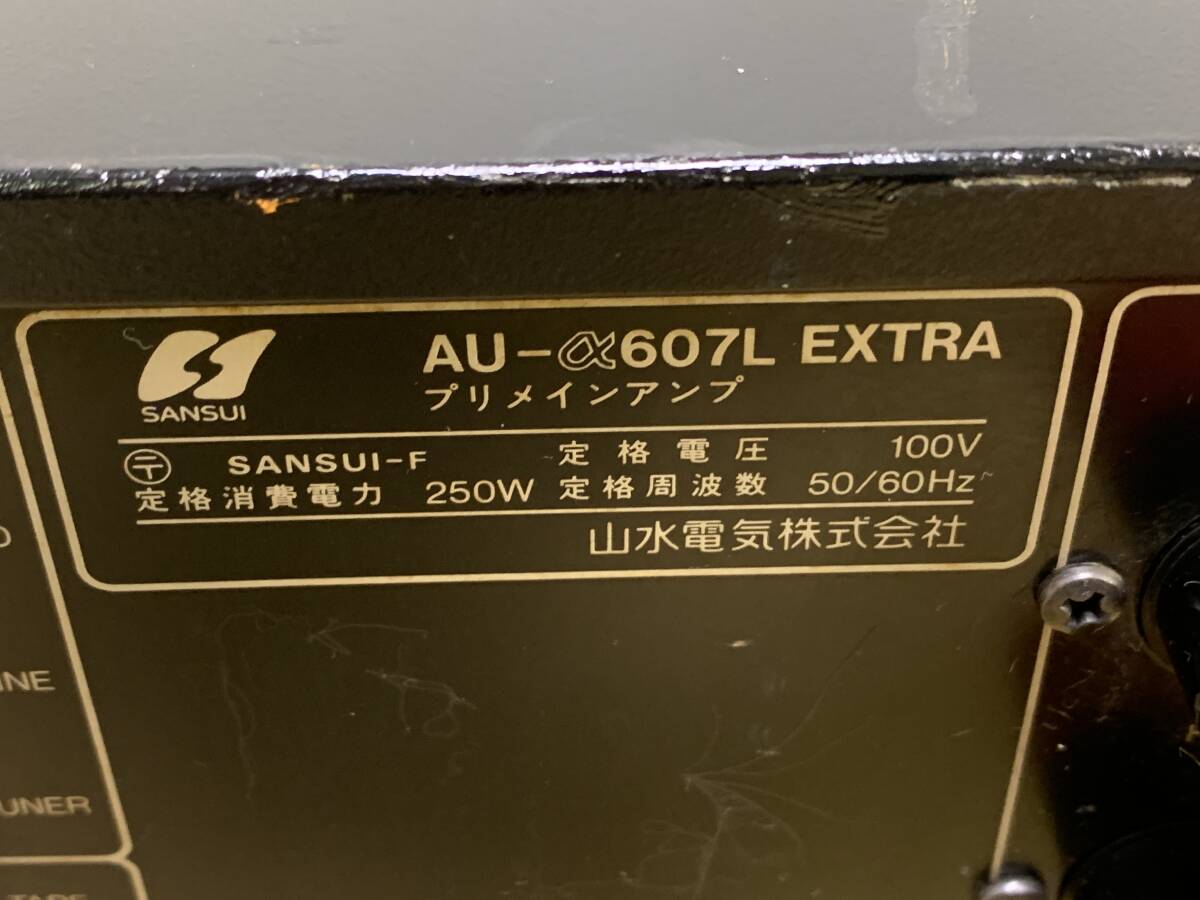 AU-α607L EXTRA
プリメインアンプ
SANSUI
〒 SANSUI-F 定格電圧 100V
定格消費電力 250W 定格周波数 50/60Hz
山水電気株式会社
INE
UNER
TAPE